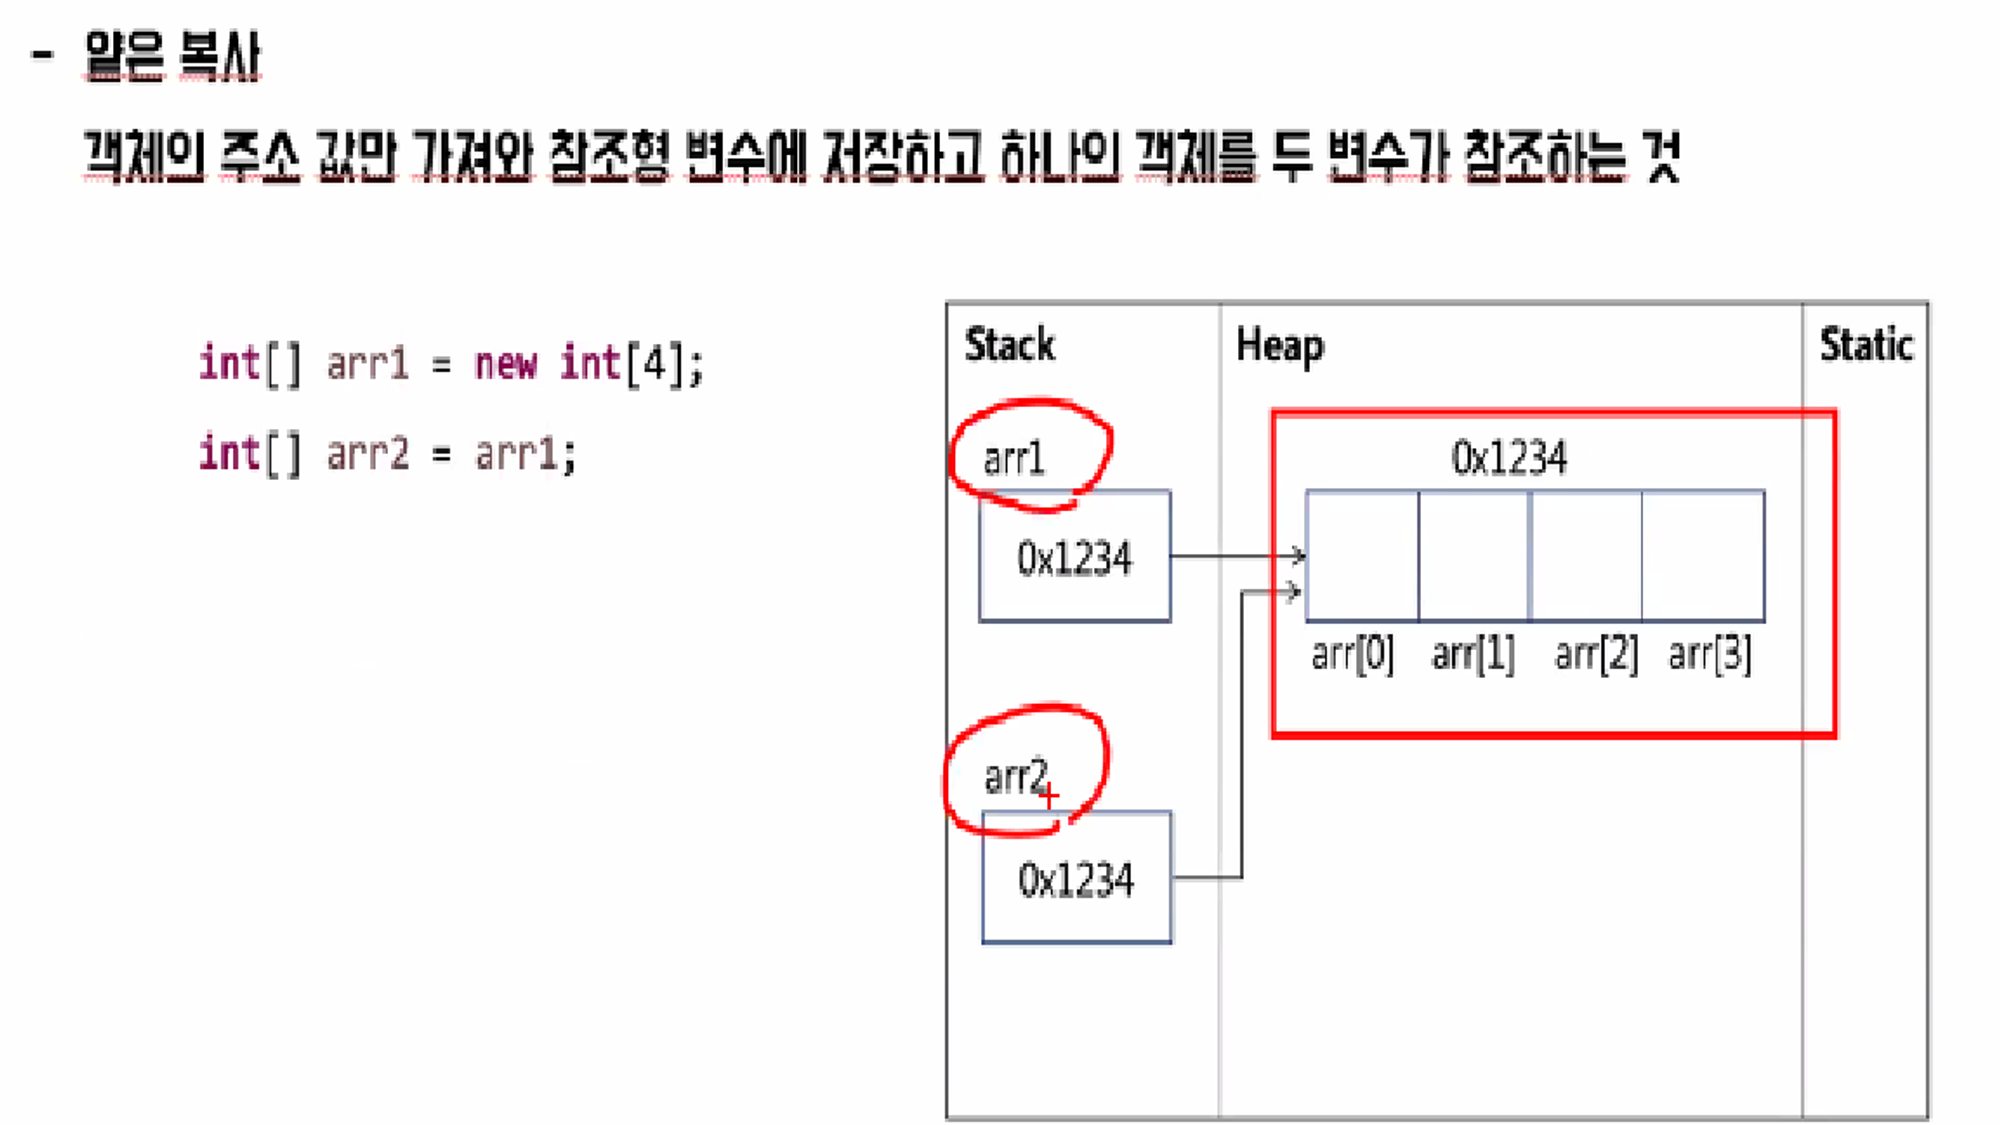 - 얕은 복사
객체의 주소 값만 가져와 참조형 변수에 저장하고 하나의 객체를 두 변수가 참조하는 것
int[] arr1 = new int[4];
int[] arr2 = arr1;
Stack Heap Static
arr1 0x1234
0x1234
arr[0] arr[1] arr[2] arr[3]
arr2
0x1234